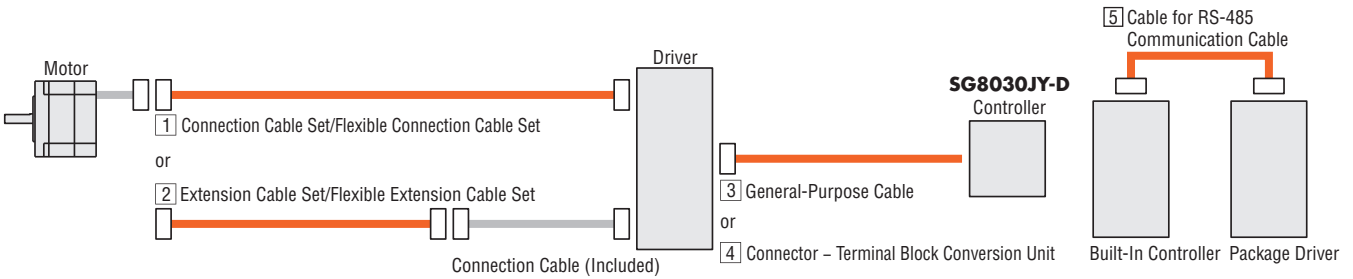 Motor
1 Connection Cable Set/Flexible Connection Cable Set
or
2 Extension Cable Set/Flexible Extension Cable Set
Connection Cable (Included)
Driver
3 General-Purpose Cable
or
4 Connector – Terminal Block Conversion Unit
SG8030JY-D
Controller
5 Cable for RS-485
Communication Cable
Built-In Controller
Package Driver